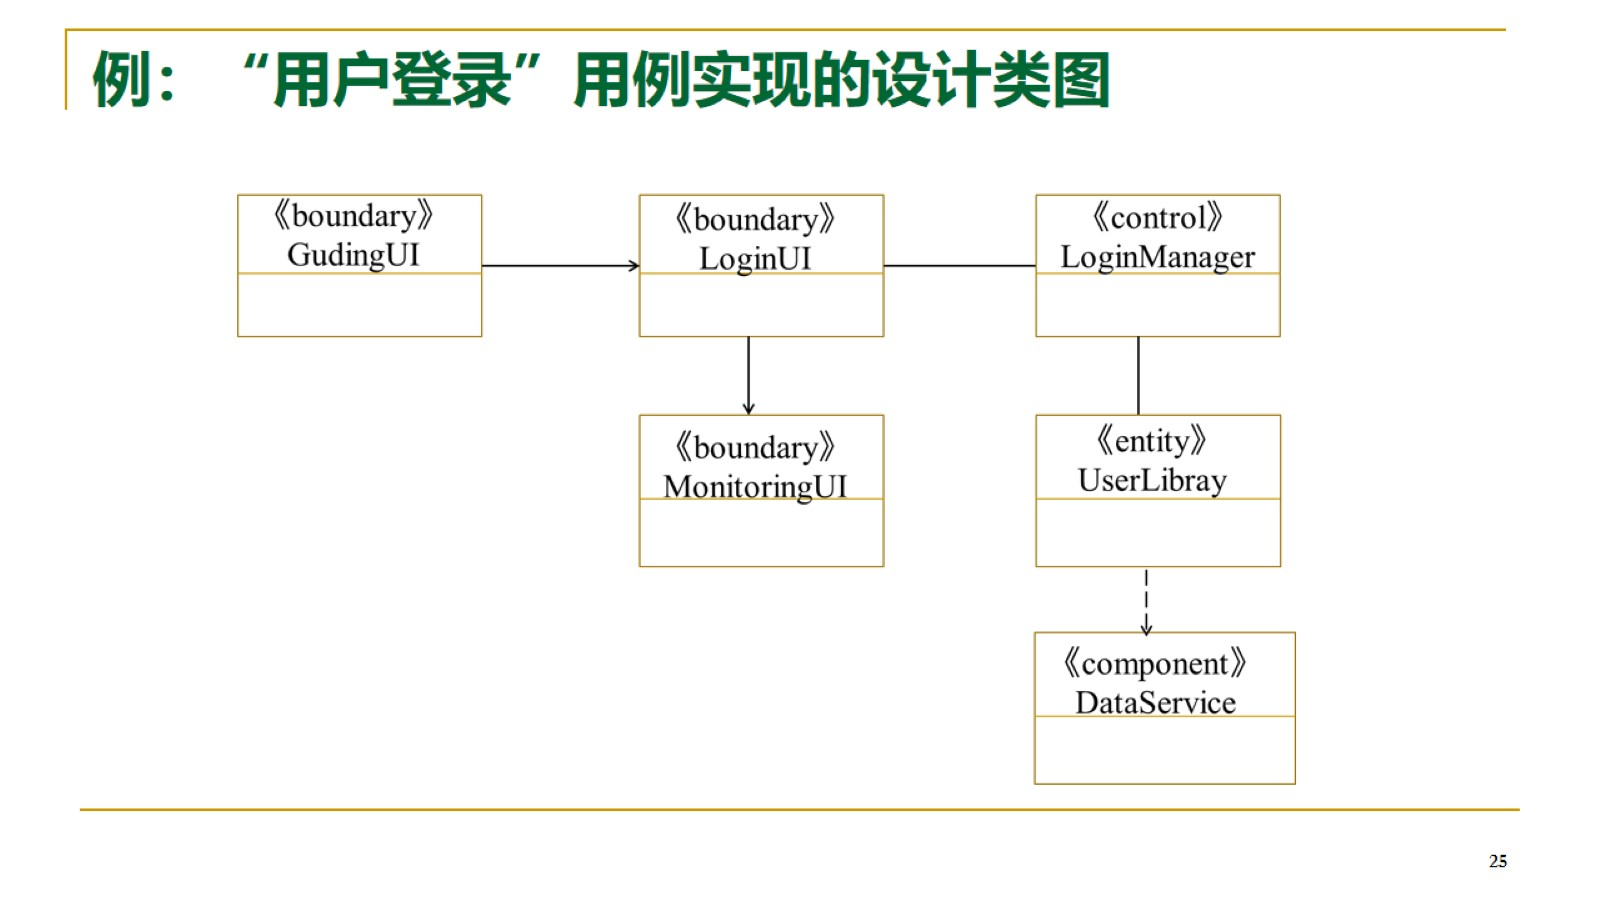 例：“用户登录”用例实现的设计类图
《boundary》
GudingUI
《boundary》
LoginUI
《control》
LoginManager
《boundary》
MonitoringUI
《entity》
UserLibray
《component》
DataService
25